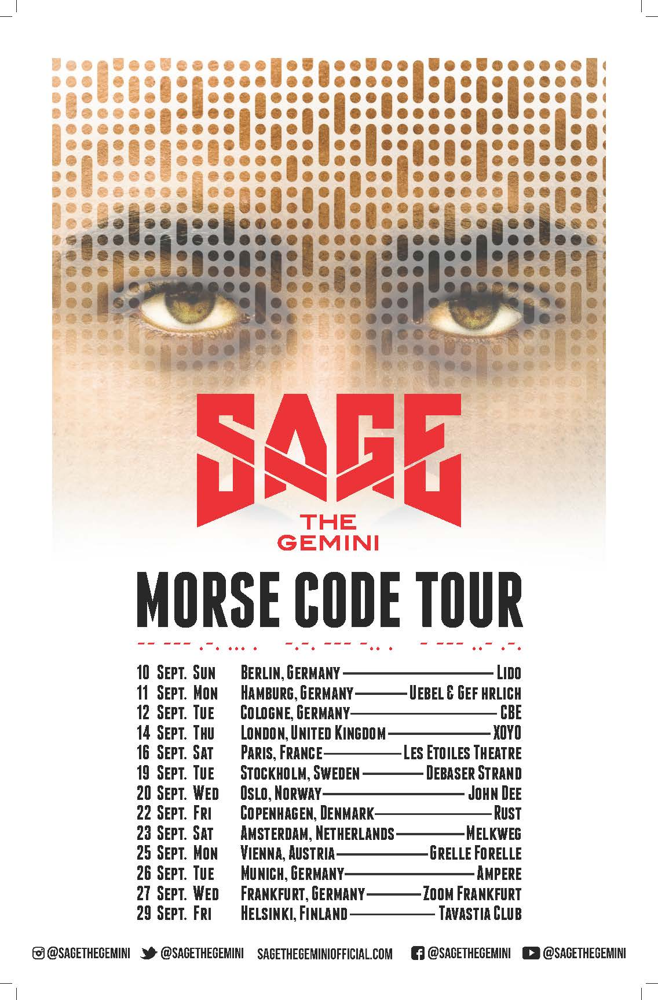 SAGE
THE
GEMINI
MORSE CODE TOUR
-- --- .-. ... . -.-. --- -.. . - --- ..- .-.
10 Sept. Sun Berlin, Germany Lido
11 Sept. Mon Hamburg, Germany Uebel & Gef hrlich
12 Sept. Tue Cologne, Germany CBE
14 Sept. Thu London, United Kingdom XOYO
16 Sept. Sat Paris, France Les Etoiles Theatre
19 Sept. Tue Stockholm, Sweden Debaser Strand
20 Sept. Wed Oslo, Norway John Dee
22 Sept. Fri Copenhagen, Denmark Rust
23 Sept. Sat Amsterdam, Netherlands Melkweg
25 Sept. Mon Vienna, Austria Grelle Forelle
26 Sept. Tue Munich, Germany Ampere
27 Sept. Wed Frankfurt, Germany Zoom Frankfurt
29 Sept. Fri Helsinki, Finland Tavastia Club
@SAGETHEGEMINI @SAGETHEGEMINI SAGETHEGEMINIOFFICIAL.COM @SAGETHEGEMINI @SAGETHEGEMINI